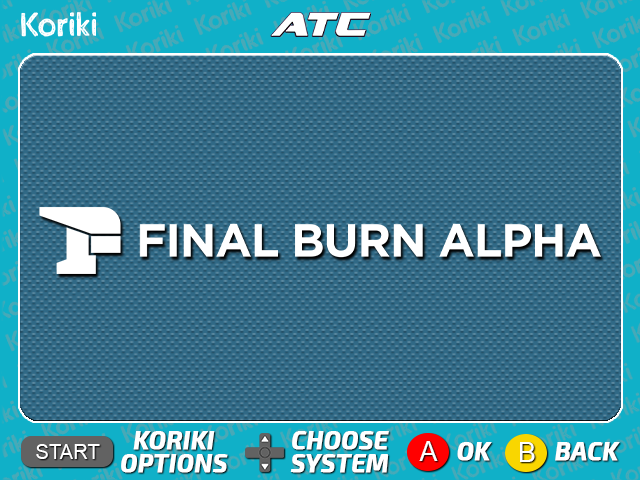 Koriki
ATC
FINAL BURN ALPHA
START
KORIKI
OPTIONS
CHOOSE
SYSTEM
A
OK
B
BACK